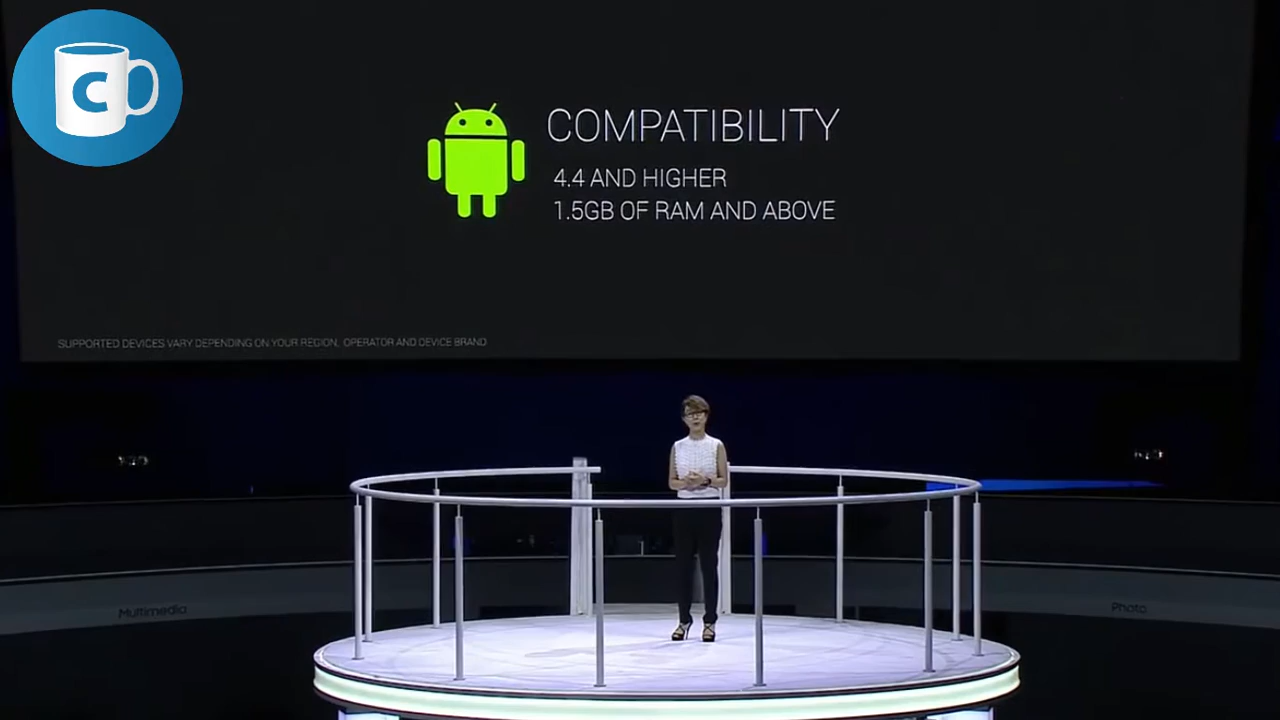 C
COMPATIBILITY
4.4 AND HIGHER
1.5GB OF RAM AND ABOVE
SUPPORTED DEVICES VARY DEPENDING ON YOUR REGION, OPERATOR AND DEVICE BRAND
Multimedia
Photo